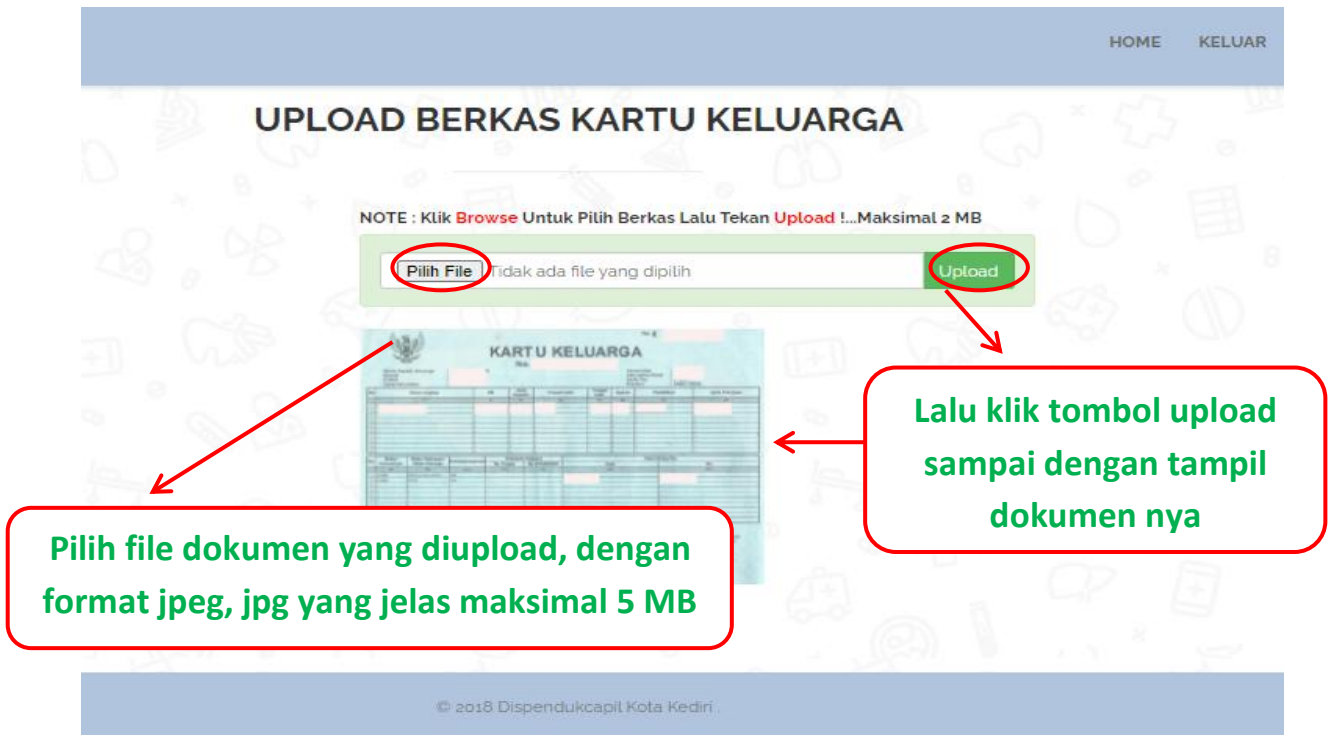 HOME KELUAR
UPLOAD BERKAS KARTU KELUARGA
NOTE : Klik Browse Untuk Pilih Berkas Lalu Tekan Upload !...Maksimal 2 MB
Pilih File Tidak ada file yang dipilih Upload
KARTU KELUARGA
Lalu klik tombol upload
sampai dengan tampil
dokumen nya
Pilih file dokumen yang diupload, dengan
format jpeg, jpg yang jelas maksimal 5 MB
© 2018 Dispendukcapil Kota Kediri .